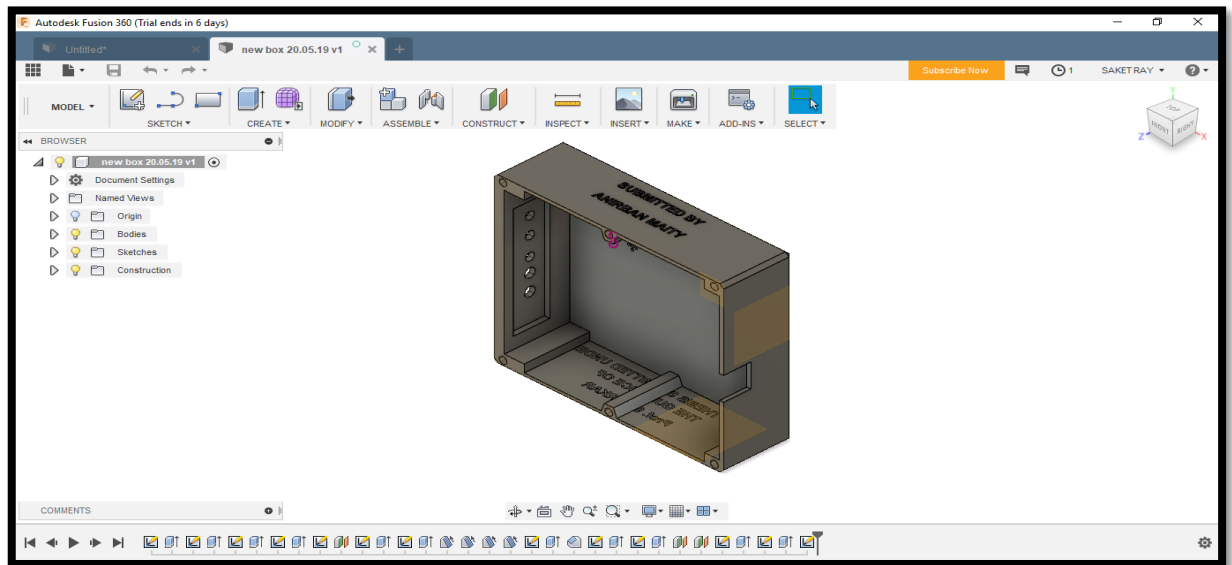 Autodesk Fusion 360 (Trial ends in 6 days)
Untitled*
new box 20.05.19 v1
Subscribe Now
1
SAKET RAY
MODEL
SKETCH
CREATE
MODIFY
ASSEMBLE
CONSTRUCT
INSPECT
INSERT
MAKE
ADD-INS
SELECT
TOP
FRONT
RIGHT
Y
Z
X
BROWSER
new box 20.05.19 v1
Document Settings
Named Views
Origin
Bodies
Sketches
Construction
SUBMITTED BY
ANIRBAN MAITY
THE
Prof.
COMMENTS